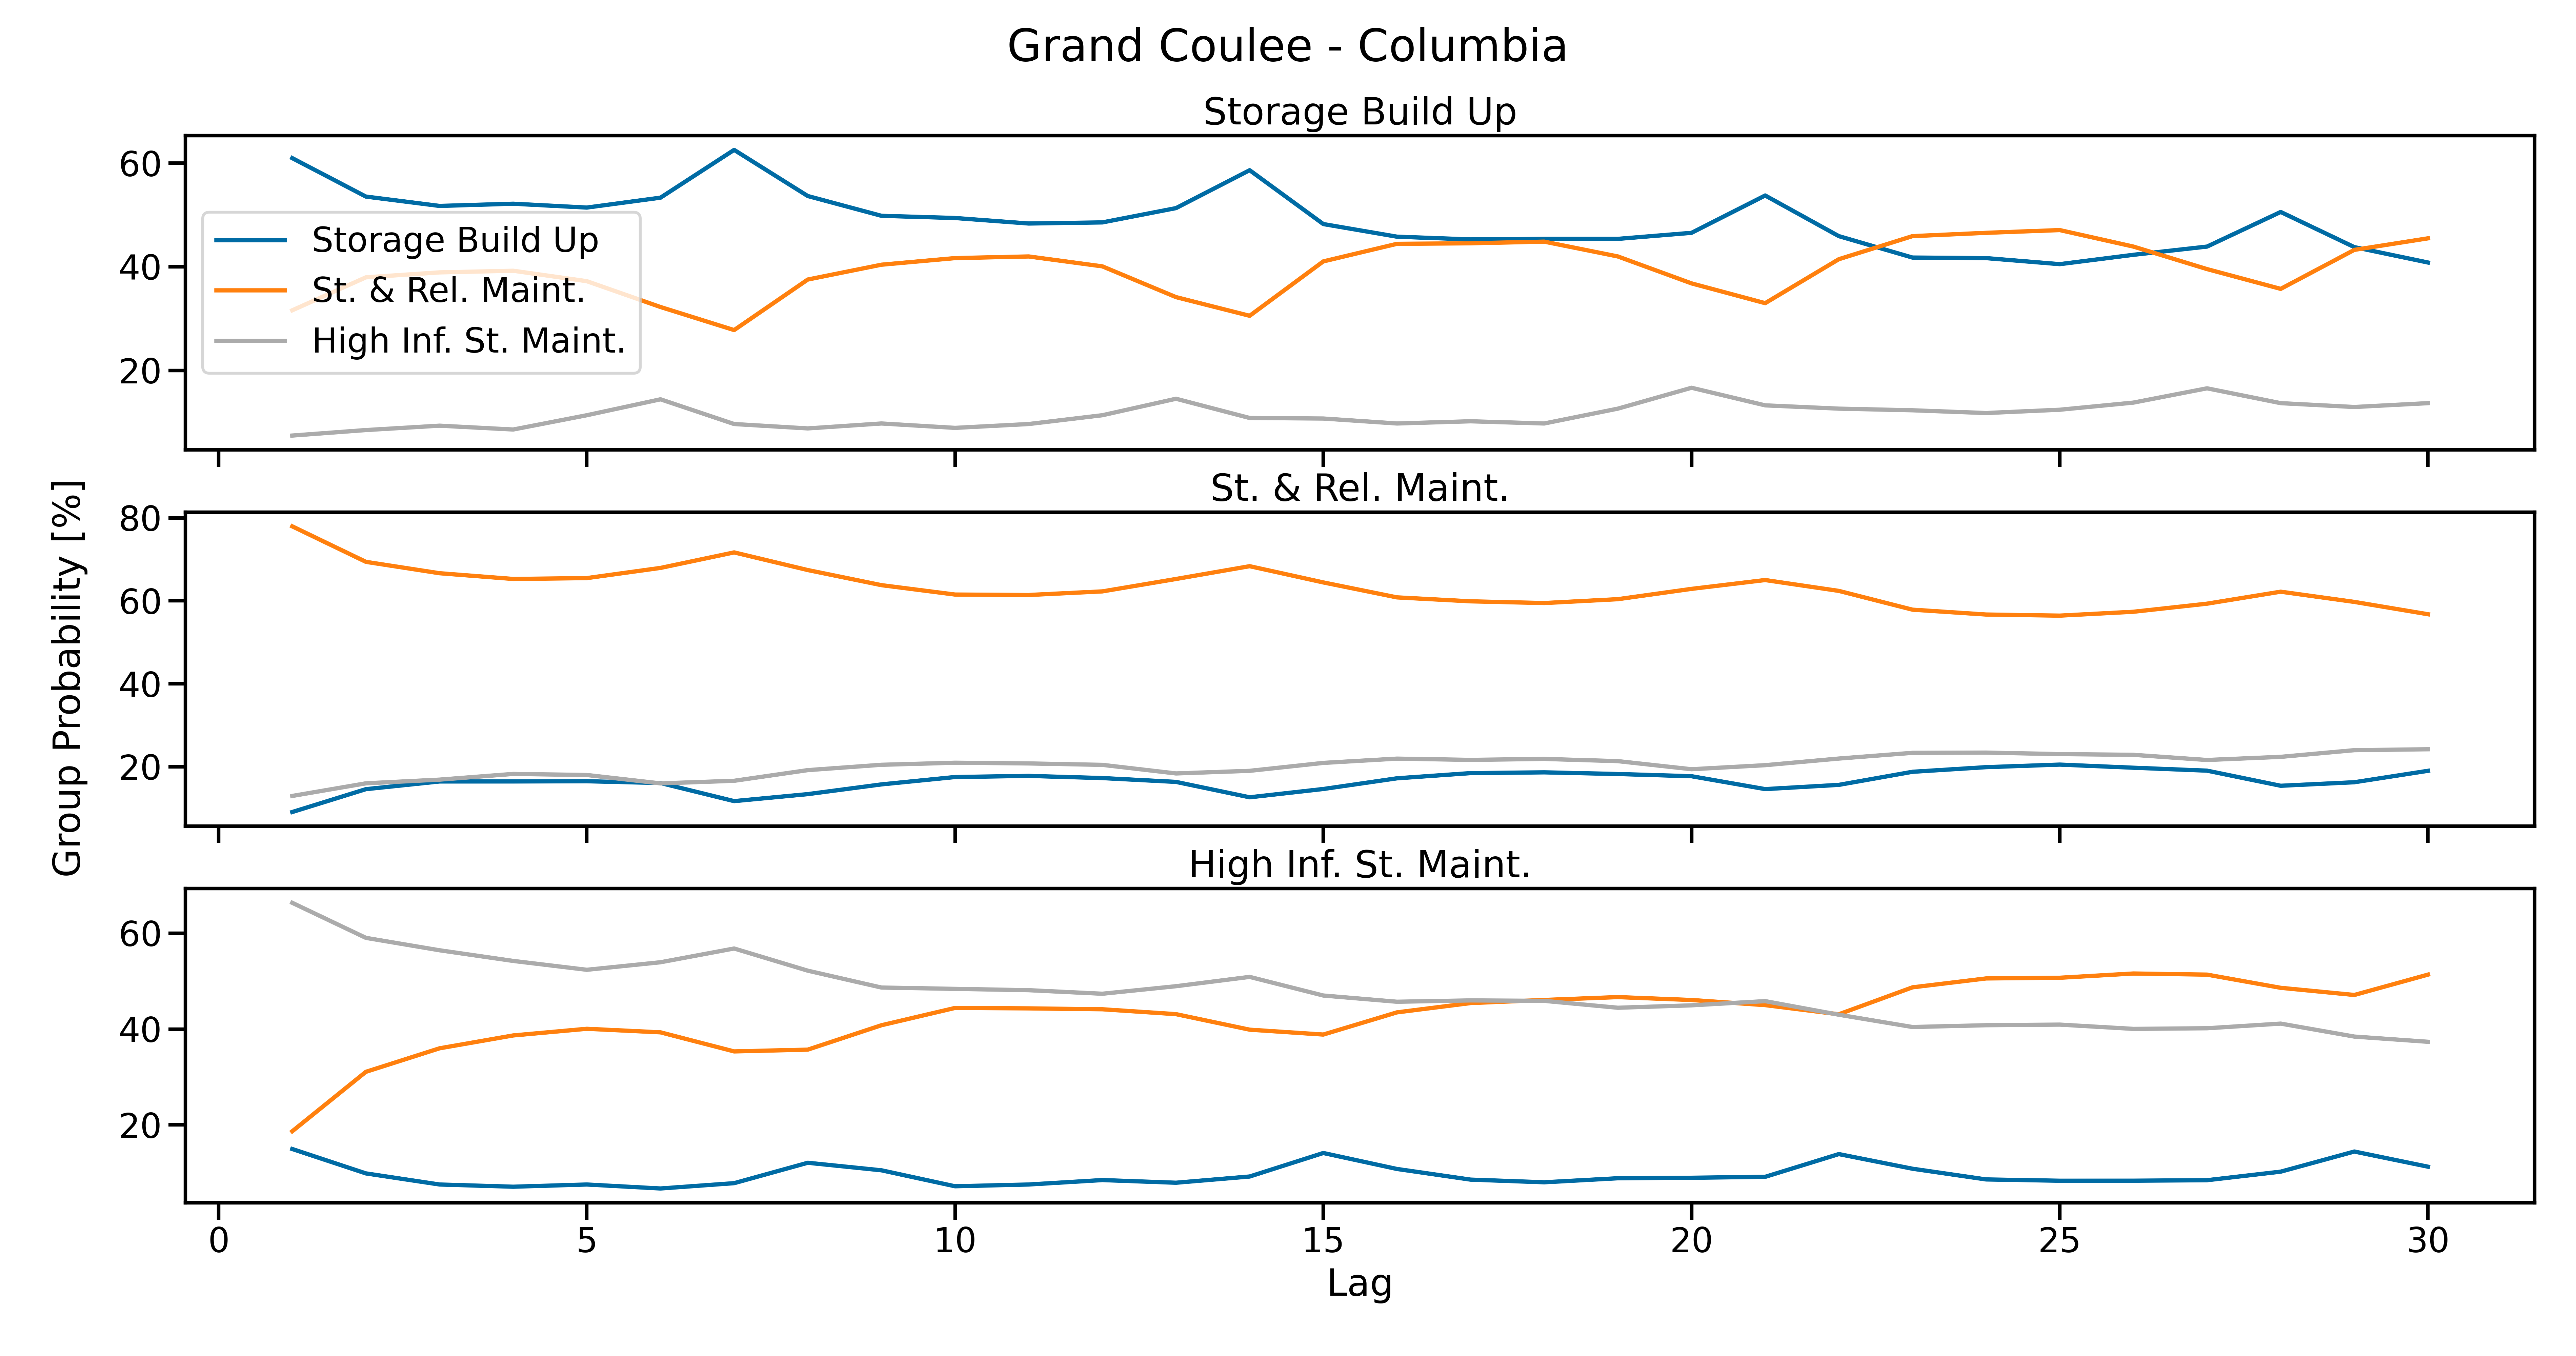 Grand Coulee - Columbia
Storage Build Up
60
40
20
Storage Build Up
St. & Rel. Maint.
High Inf. St. Maint.
St. & Rel. Maint.
80
60
40
20
Group Probability [%]
High Inf. St. Maint.
60
40
20
0 5 10 15 20 25 30
Lag